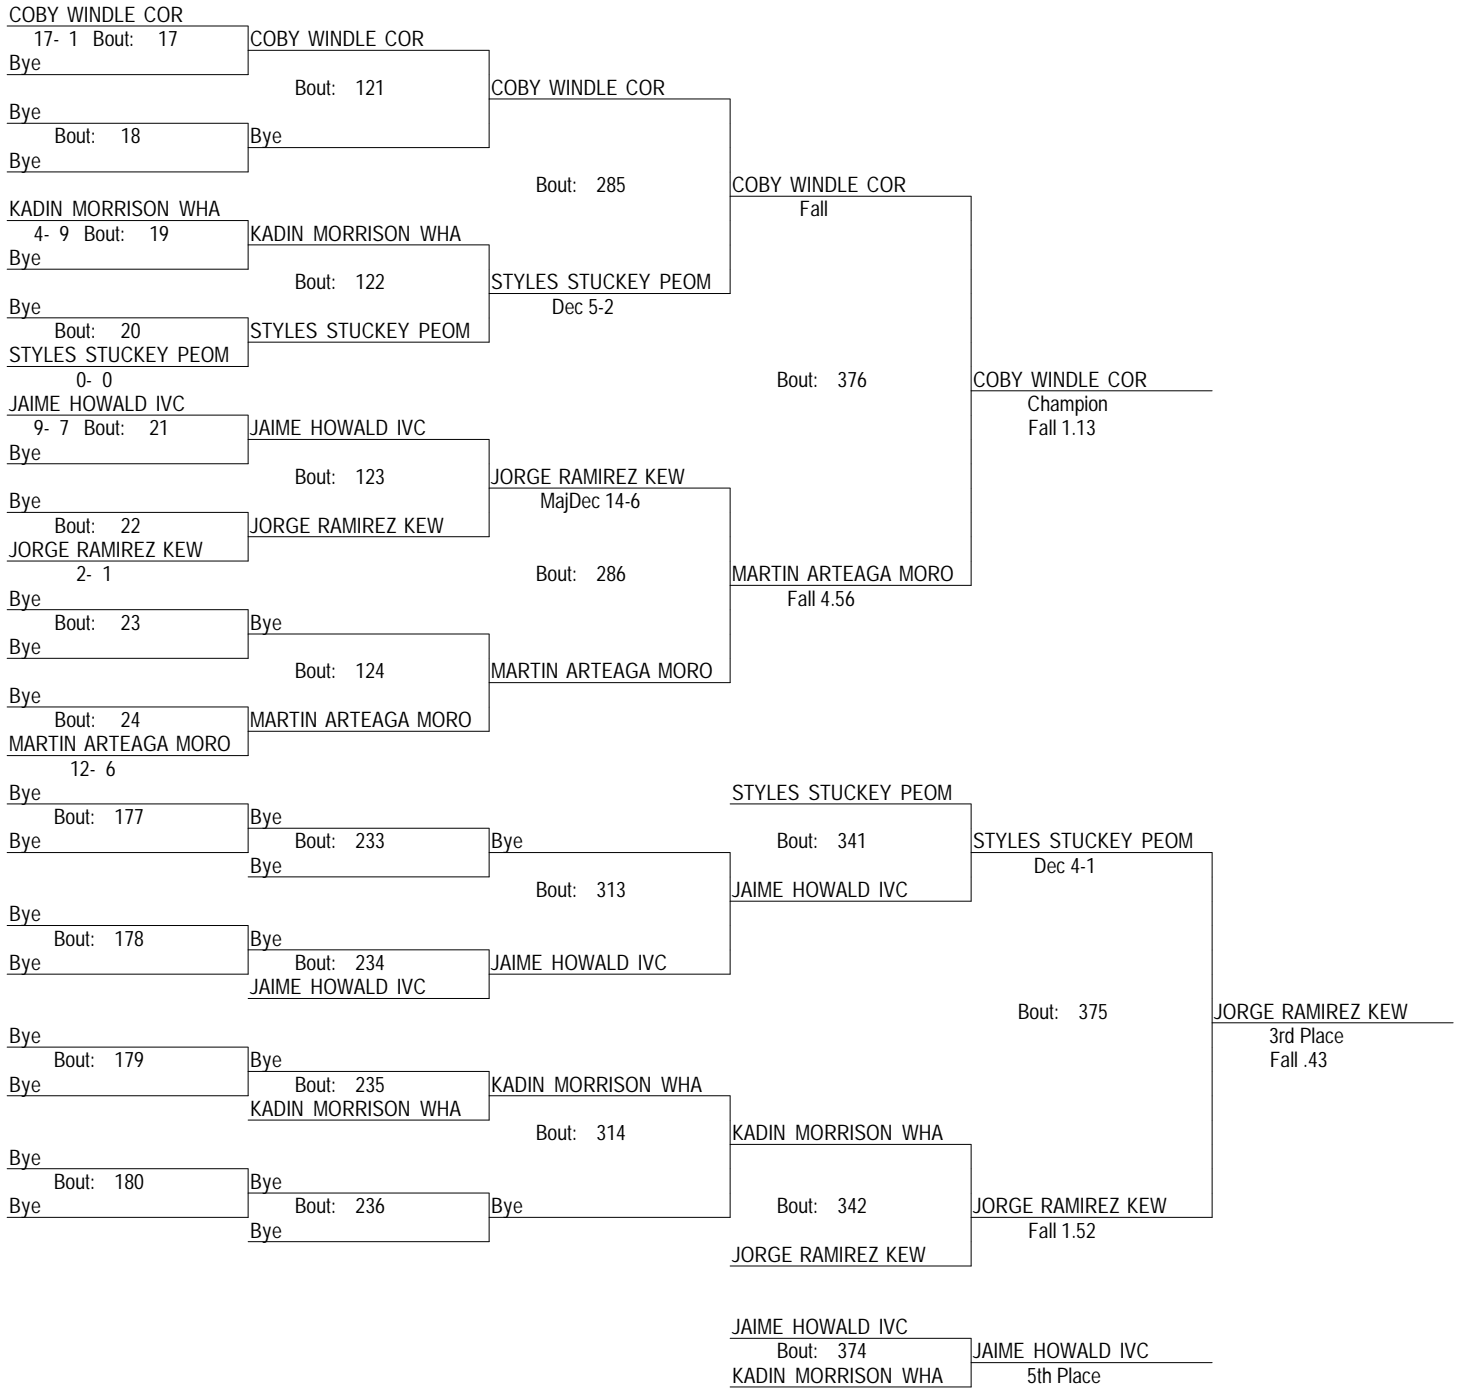 COBY WINDLE COR
17- 1 Bout: 17 COBY WINDLE COR
Bye
Bout: 121 COBY WINDLE COR
Bye
Bout: 18 Bye
Bye
Bout: 285 COBY WINDLE COR
Fall
KADIN MORRISON WHA
4- 9 Bout: 19 KADIN MORRISON WHA
Bye
Bout: 122 STYLES STUCKEY PEOM
Dec 5-2
Bye
Bout: 20 STYLES STUCKEY PEOM
STYLES STUCKEY PEOM
0- 0
Bout: 376 COBY WINDLE COR
Champion
Fall 1.13
JAIME HOWALD IVC
9- 7 Bout: 21 JAIME HOWALD IVC
Bye
Bout: 123 JORGE RAMIREZ KEW
MajDec 14-6
Bye
Bout: 22 JORGE RAMIREZ KEW
JORGE RAMIREZ KEW
2- 1
Bout: 286 MARTIN ARTEAGA MORO
Fall 4.56
Bye
Bout: 23 Bye
Bye
Bout: 124 MARTIN ARTEAGA MORO
Bye
Bout: 24 MARTIN ARTEAGA MORO
MARTIN ARTEAGA MORO
12- 6
Bye
STYLES STUCKEY PEOM
Bout: 177 Bye
Bye
Bout: 233 Bye
Bye
Bout: 341 STYLES STUCKEY PEOM
Dec 4-1
Bout: 313 JAIME HOWALD IVC
Bye
Bout: 178 Bye
Bye
Bout: 234 JAIME HOWALD IVC
JAIME HOWALD IVC
Bout: 375 JORGE RAMIREZ KEW
3rd Place
Fall .43
Bye
Bout: 179 Bye
Bye
Bout: 235 KADIN MORRISON WHA
KADIN MORRISON WHA
Bout: 314 KADIN MORRISON WHA
Bye
Bout: 180 Bye
Bye
Bout: 236 Bye
Bye
Bout: 342 JORGE RAMIREZ KEW
Fall 1.52
JORGE RAMIREZ KEW
JAIME HOWALD IVC
Bout: 374 JAIME HOWALD IVC
KADIN MORRISON WHA
5th Place